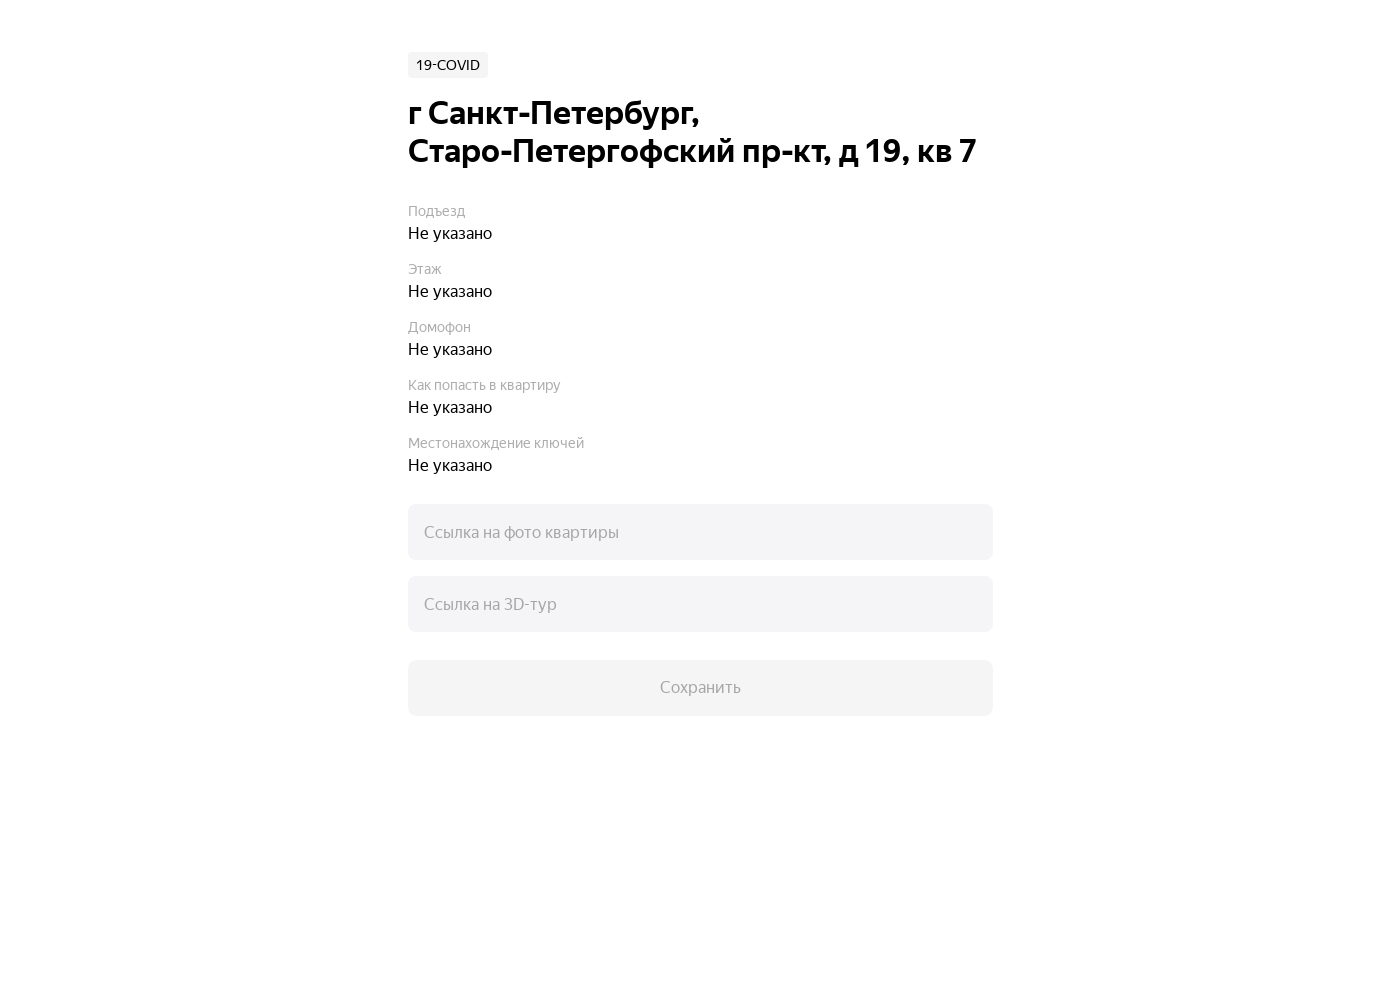 19-COVID
г Санкт-Петербург,
Старо-Петергофский пр-кт, д 19, кв 7
Подъезд
Не указано
Этаж
Не указано
Домофон
Не указано
Как попасть в квартиру
Не указано
Местонахождение ключей
Не указано
Ссылка на фото квартиры
Ссылка на 3D-тур
Сохранить